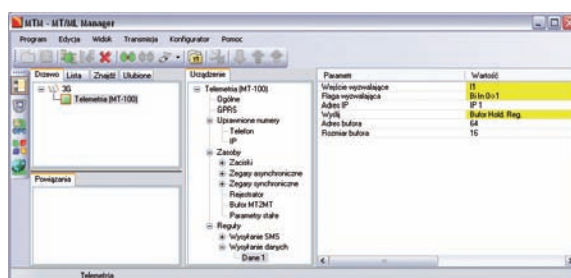 MTM - MT/ML Manager
Program Edycja Widok Transmisja Konfigurator Pomoc
Drzewo Lista Znajdź Ulubione
3G
Telemetria (MT-100)
Powiązania
Urządzenie
Telemetria (MT-100)
Ogólne
GPRS
Uprawnione numery
Telefon
IP
Zasoby
Zaciski
Zegary asynchroniczne
Zegary synchroniczne
Rejestrator
Bufor MT2MT
Parametry stałe
Reguły
Wysyłanie SMS
Wysyłanie danych
Dane 1
Parametr Wartość
Wejście wyzwalające I1
Flaga wyzwalająca Bi In 0->1
Adres IP IP 1
Wyślij Bufor Hold. Reg.
Adres bufora 64
Rozmiar bufora 16
Telemetria